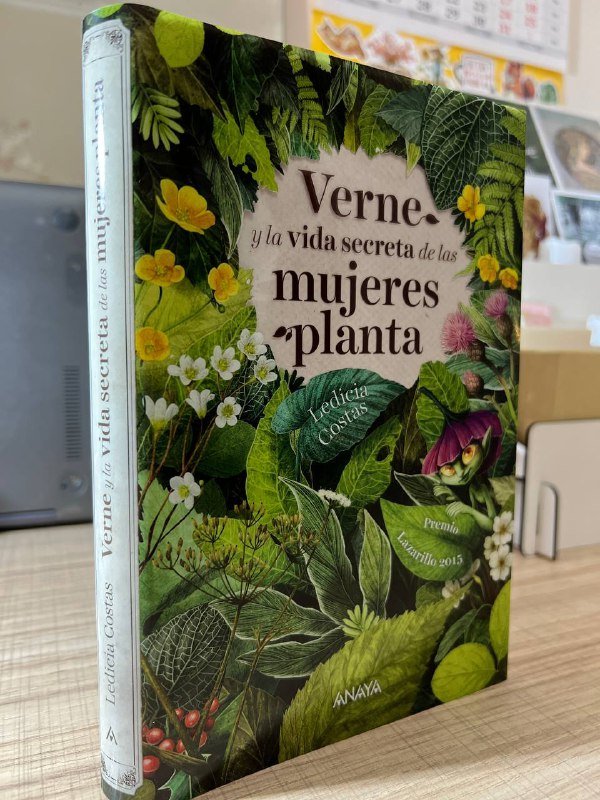 Verne
y la vida secreta de las
mujeres
planta
Ledicia
Costas
Premio
Lazarillo 2015
ANAYA
Ledicia Costas Verne y la vida secreta de las mujeres planta